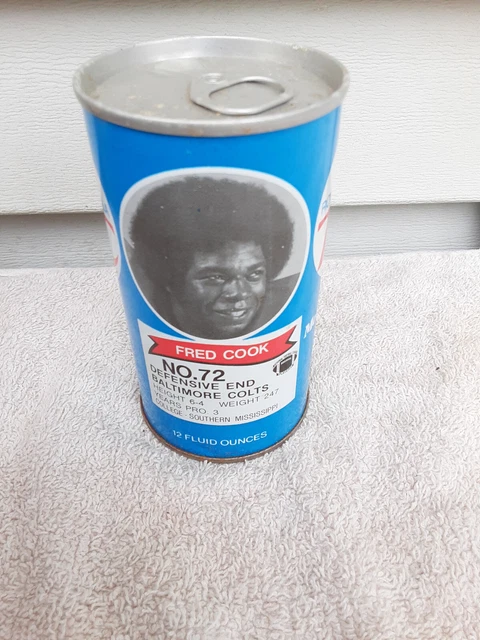 FRED COOK
NO.72
DEFENSIVE END
BALTIMORE COLTS
HEIGHT 6-4 WEIGHT 247
YEARS PRO 3
COLLEGE-SOUTHERN MISSISSIPPI
12 FLUID OUNCES